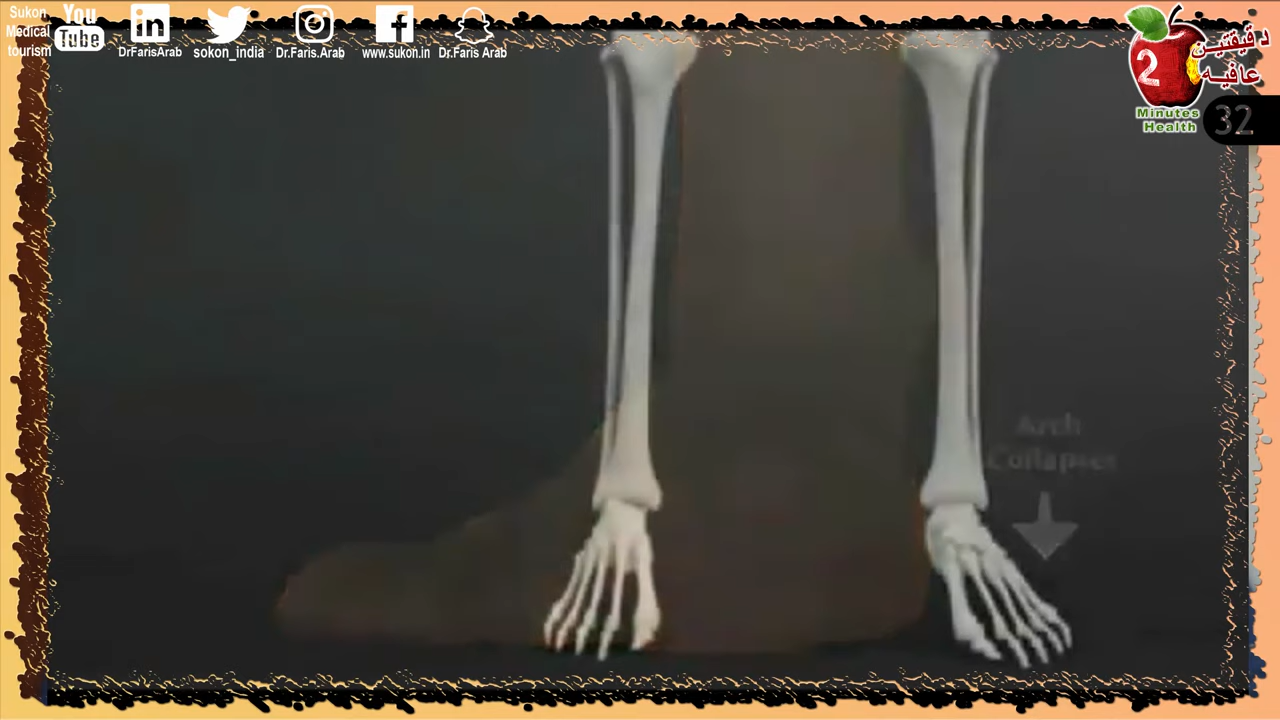 Sukon
Medical
tourism
You
Tube
DrFarisArab
sokon_india
Dr.Faris.Arab
www.sukon.in
Dr.Faris Arab
2
دقيقتين
عافيه
Minutes
Health
32
Arch
Collapses